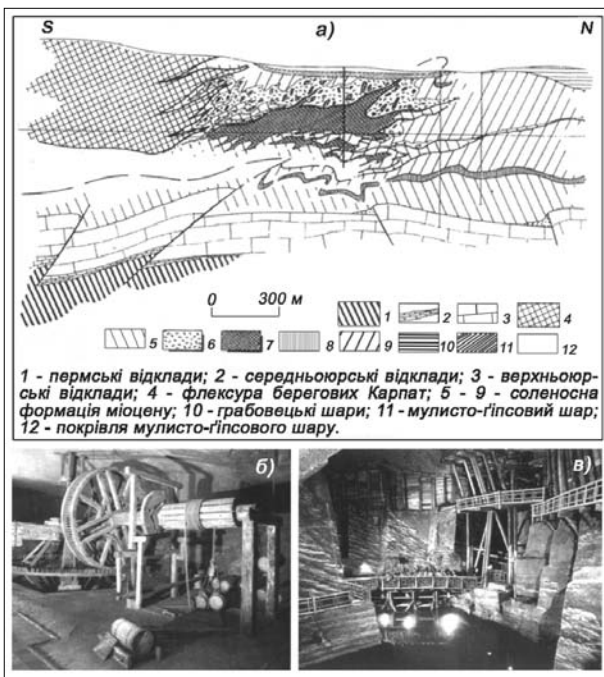 S а) N
0 300 м
1 2 3 4
5 6 7 8 9 10 11 12
1 - пермські відклади; 2 - середньоюрські відклади; 3 - верхньоюр-
ські відклади; 4 - флексура берегових Карпат; 5 - 9 - соленосна
формація міоцену; 10 - грабовецькі шари; 11 - мулисто-ґіпсовий шар;
12 - покрівля мулисто-ґіпсового шару.
б) в)